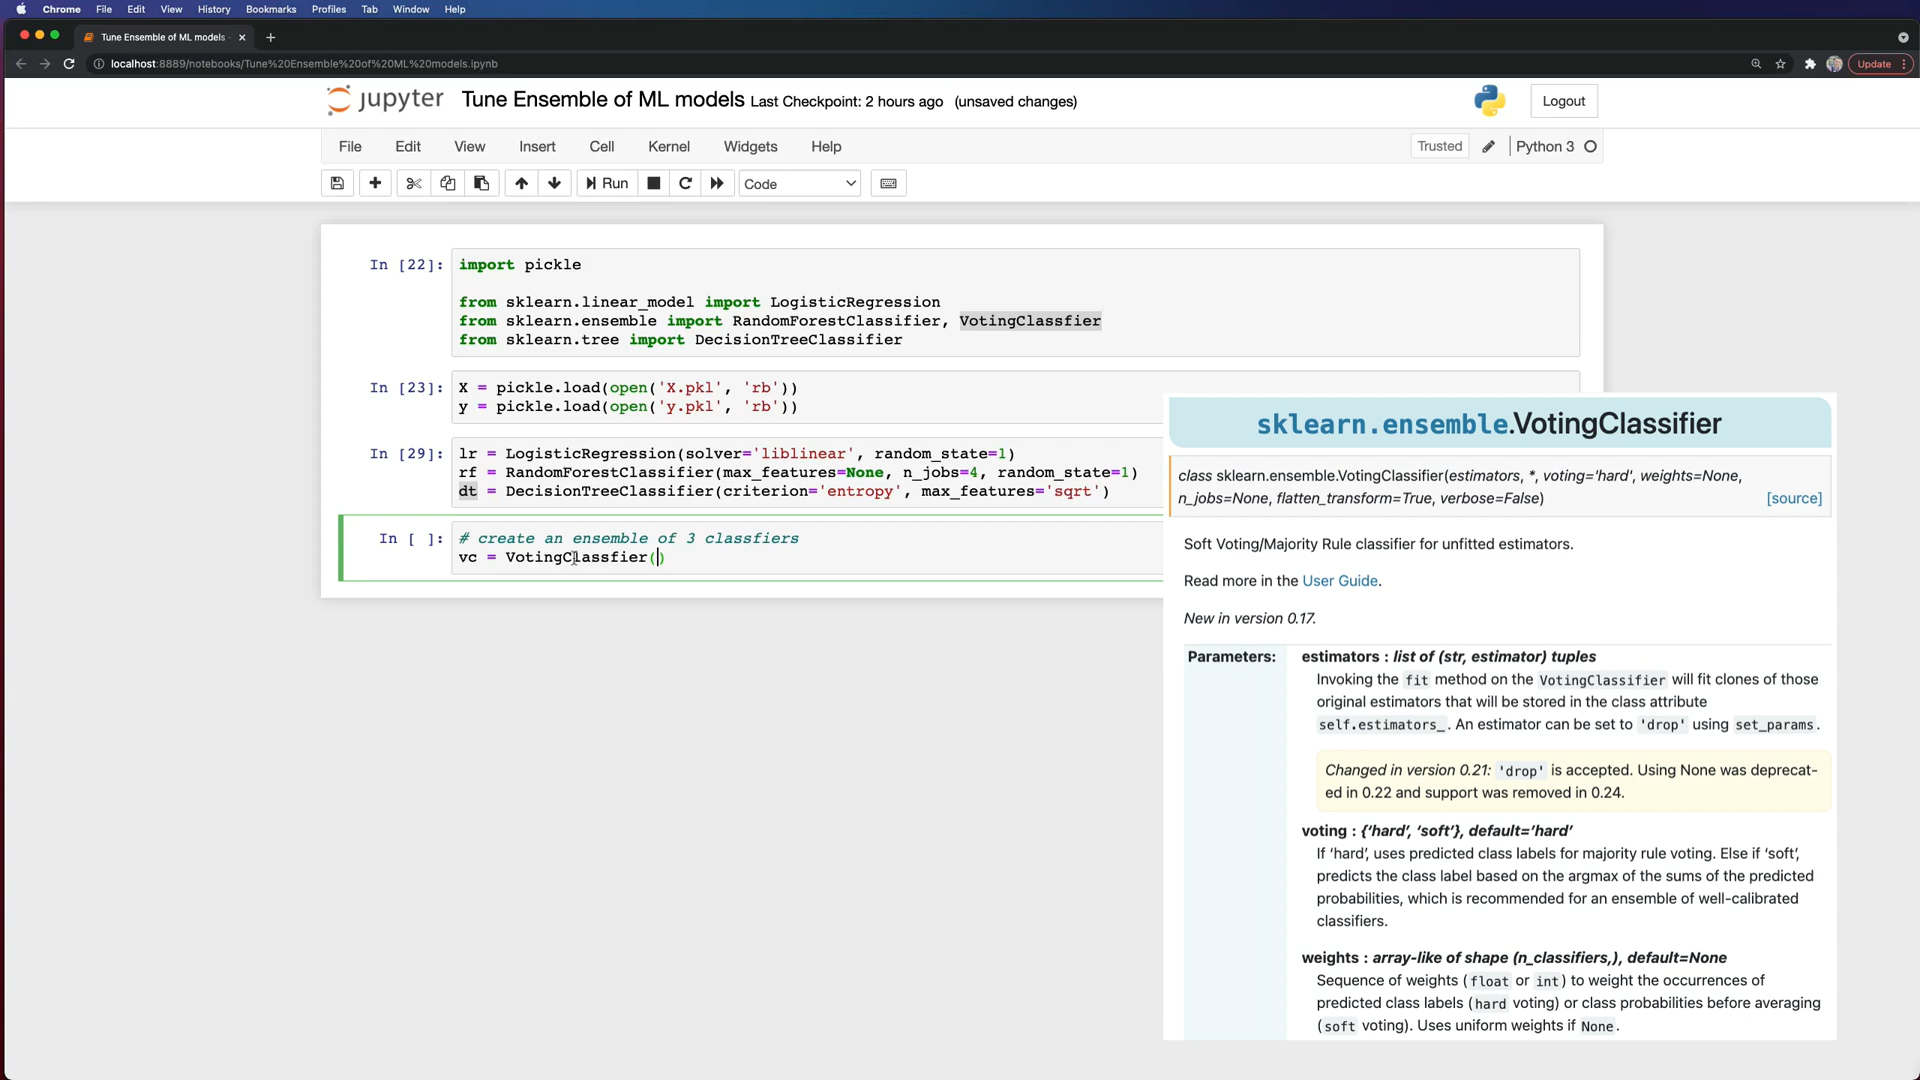 Chrome File Edit View History Bookmarks Profiles Tab Window Help
Tune Ensemble of ML models -
localhost:8889/notebooks/Tune%20Ensemble%20of%20ML%20models.ipynb
Update
jupyter Tune Ensemble of ML models Last Checkpoint: 2 hours ago (unsaved changes)
Logout
File Edit View Insert Cell Kernel Widgets Help
Trusted Python 3
Run Code
In [22]: import pickle
from sklearn.linear_model import LogisticRegression
from sklearn.ensemble import RandomForestClassifier, VotingClassfier
from sklearn.tree import DecisionTreeClassifier
In [23]: X = pickle.load(open('X.pkl', 'rb'))
y = pickle.load(open('y.pkl', 'rb'))
In [29]: lr = LogisticRegression(solver='liblinear', random_state=1)
rf = RandomForestClassifier(max_features=None, n_jobs=4, random_state=1)
dt = DecisionTreeClassifier(criterion='entropy', max_features='sqrt')
In [ ]: # create an ensemble of 3 classfiers
vc = VotingClassfier()
sklearn.ensemble.VotingClassifier
class sklearn.ensemble.VotingClassifier(estimators, *, voting='hard', weights=None,
n_jobs=None, flatten_transform=True, verbose=False) [source]
Soft Voting/Majority Rule classifier for unfitted estimators.
Read more in the User Guide.
New in version 0.17.
Parameters: estimators : list of (str, estimator) tuples
Invoking the fit method on the VotingClassifier will fit clones of those
original estimators that will be stored in the class attribute
self.estimators_. An estimator can be set to 'drop' using set_params.
Changed in version 0.21: 'drop' is accepted. Using None was deprecat-
ed in 0.22 and support was removed in 0.24.
voting : {‘hard’, ‘soft’}, default=’hard’
If ‘hard’, uses predicted class labels for majority rule voting. Else if ‘soft’,
predicts the class label based on the argmax of the sums of the predicted
probabilities, which is recommended for an ensemble of well-calibrated
classifiers.
weights : array-like of shape (n_classifiers,), default=None
Sequence of weights (float or int) to weight the occurrences of
predicted class labels (hard voting) or class probabilities before averaging
(soft voting). Uses uniform weights if None.